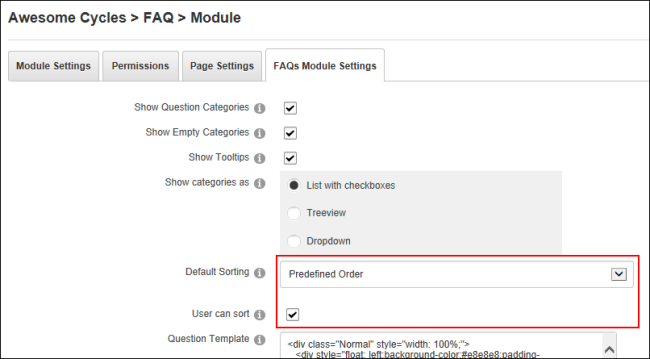 Awesome Cycles > FAQ > Module
Module Settings
Permissions
Page Settings
FAQs Module Settings
Show Question Categories
Show Empty Categories
Show Tooltips
Show categories as
List with checkboxes
Treeview
Dropdown
Default Sorting
Predefined Order
User can sort
Question Template
<div class="Normal" style="width: 100%;">
<div style="float: left;background-color:#e8e8e8;padding-